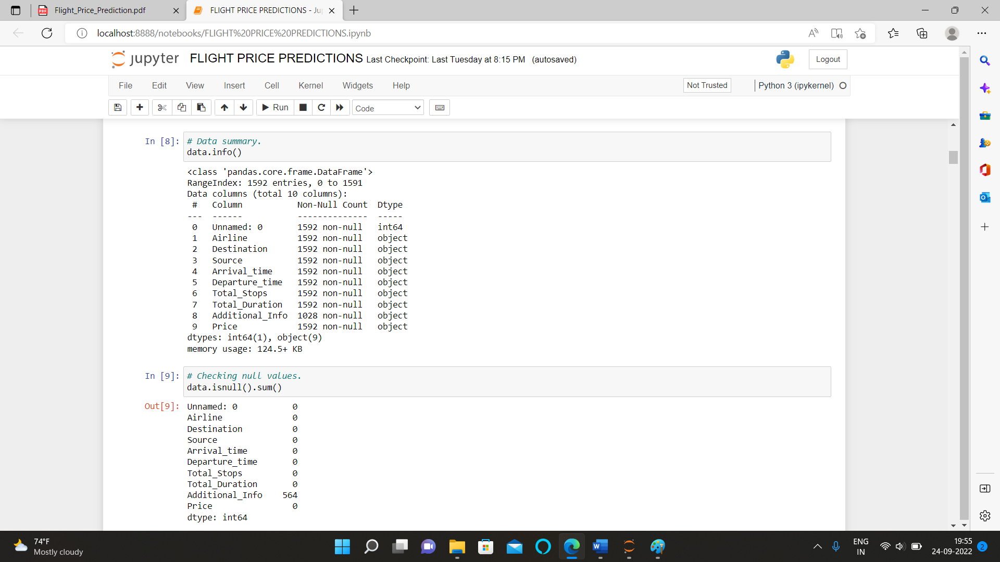 Flight_Price_Prediction.pdf
FLIGHT PRICE PREDICTIONS - Ju
localhost:8888/notebooks/FLIGHT%20PRICE%20PREDICTIONS.ipynb
jupyter FLIGHT PRICE PREDICTIONS Last Checkpoint: Last Tuesday at 8:15 PM (autosaved)
Logout
File Edit View Insert Cell Kernel Widgets Help
Not Trusted
Python 3 (ipykernel)
Run
Code
In [8]: # Data summary.
data.info()
<class 'pandas.core.frame.DataFrame'>
RangeIndex: 1592 entries, 0 to 1591
Data columns (total 10 columns):
# Column Non-Null Count Dtype
--- ------ -------------- -----
0 Unnamed: 0 1592 non-null int64
1 Airline 1592 non-null object
2 Destination 1592 non-null object
3 Source 1592 non-null object
4 Arrival_time 1592 non-null object
5 Departure_time 1592 non-null object
6 Total_Stops 1592 non-null object
7 Total_Duration 1592 non-null object
8 Additional_Info 1028 non-null object
9 Price 1592 non-null object
dtypes: int64(1), object(9)
memory usage: 124.5+ KB
In [9]: # Checking null values.
data.isnull().sum()
Out[9]: Unnamed: 0 0
Airline 0
Destination 0
Source 0
Arrival_time 0
Departure_time 0
Total_Stops 0
Total_Duration 0
Additional_Info 564
Price 0
dtype: int64
74°F
Mostly cloudy
ENG
IN
19:55
24-09-2022
2